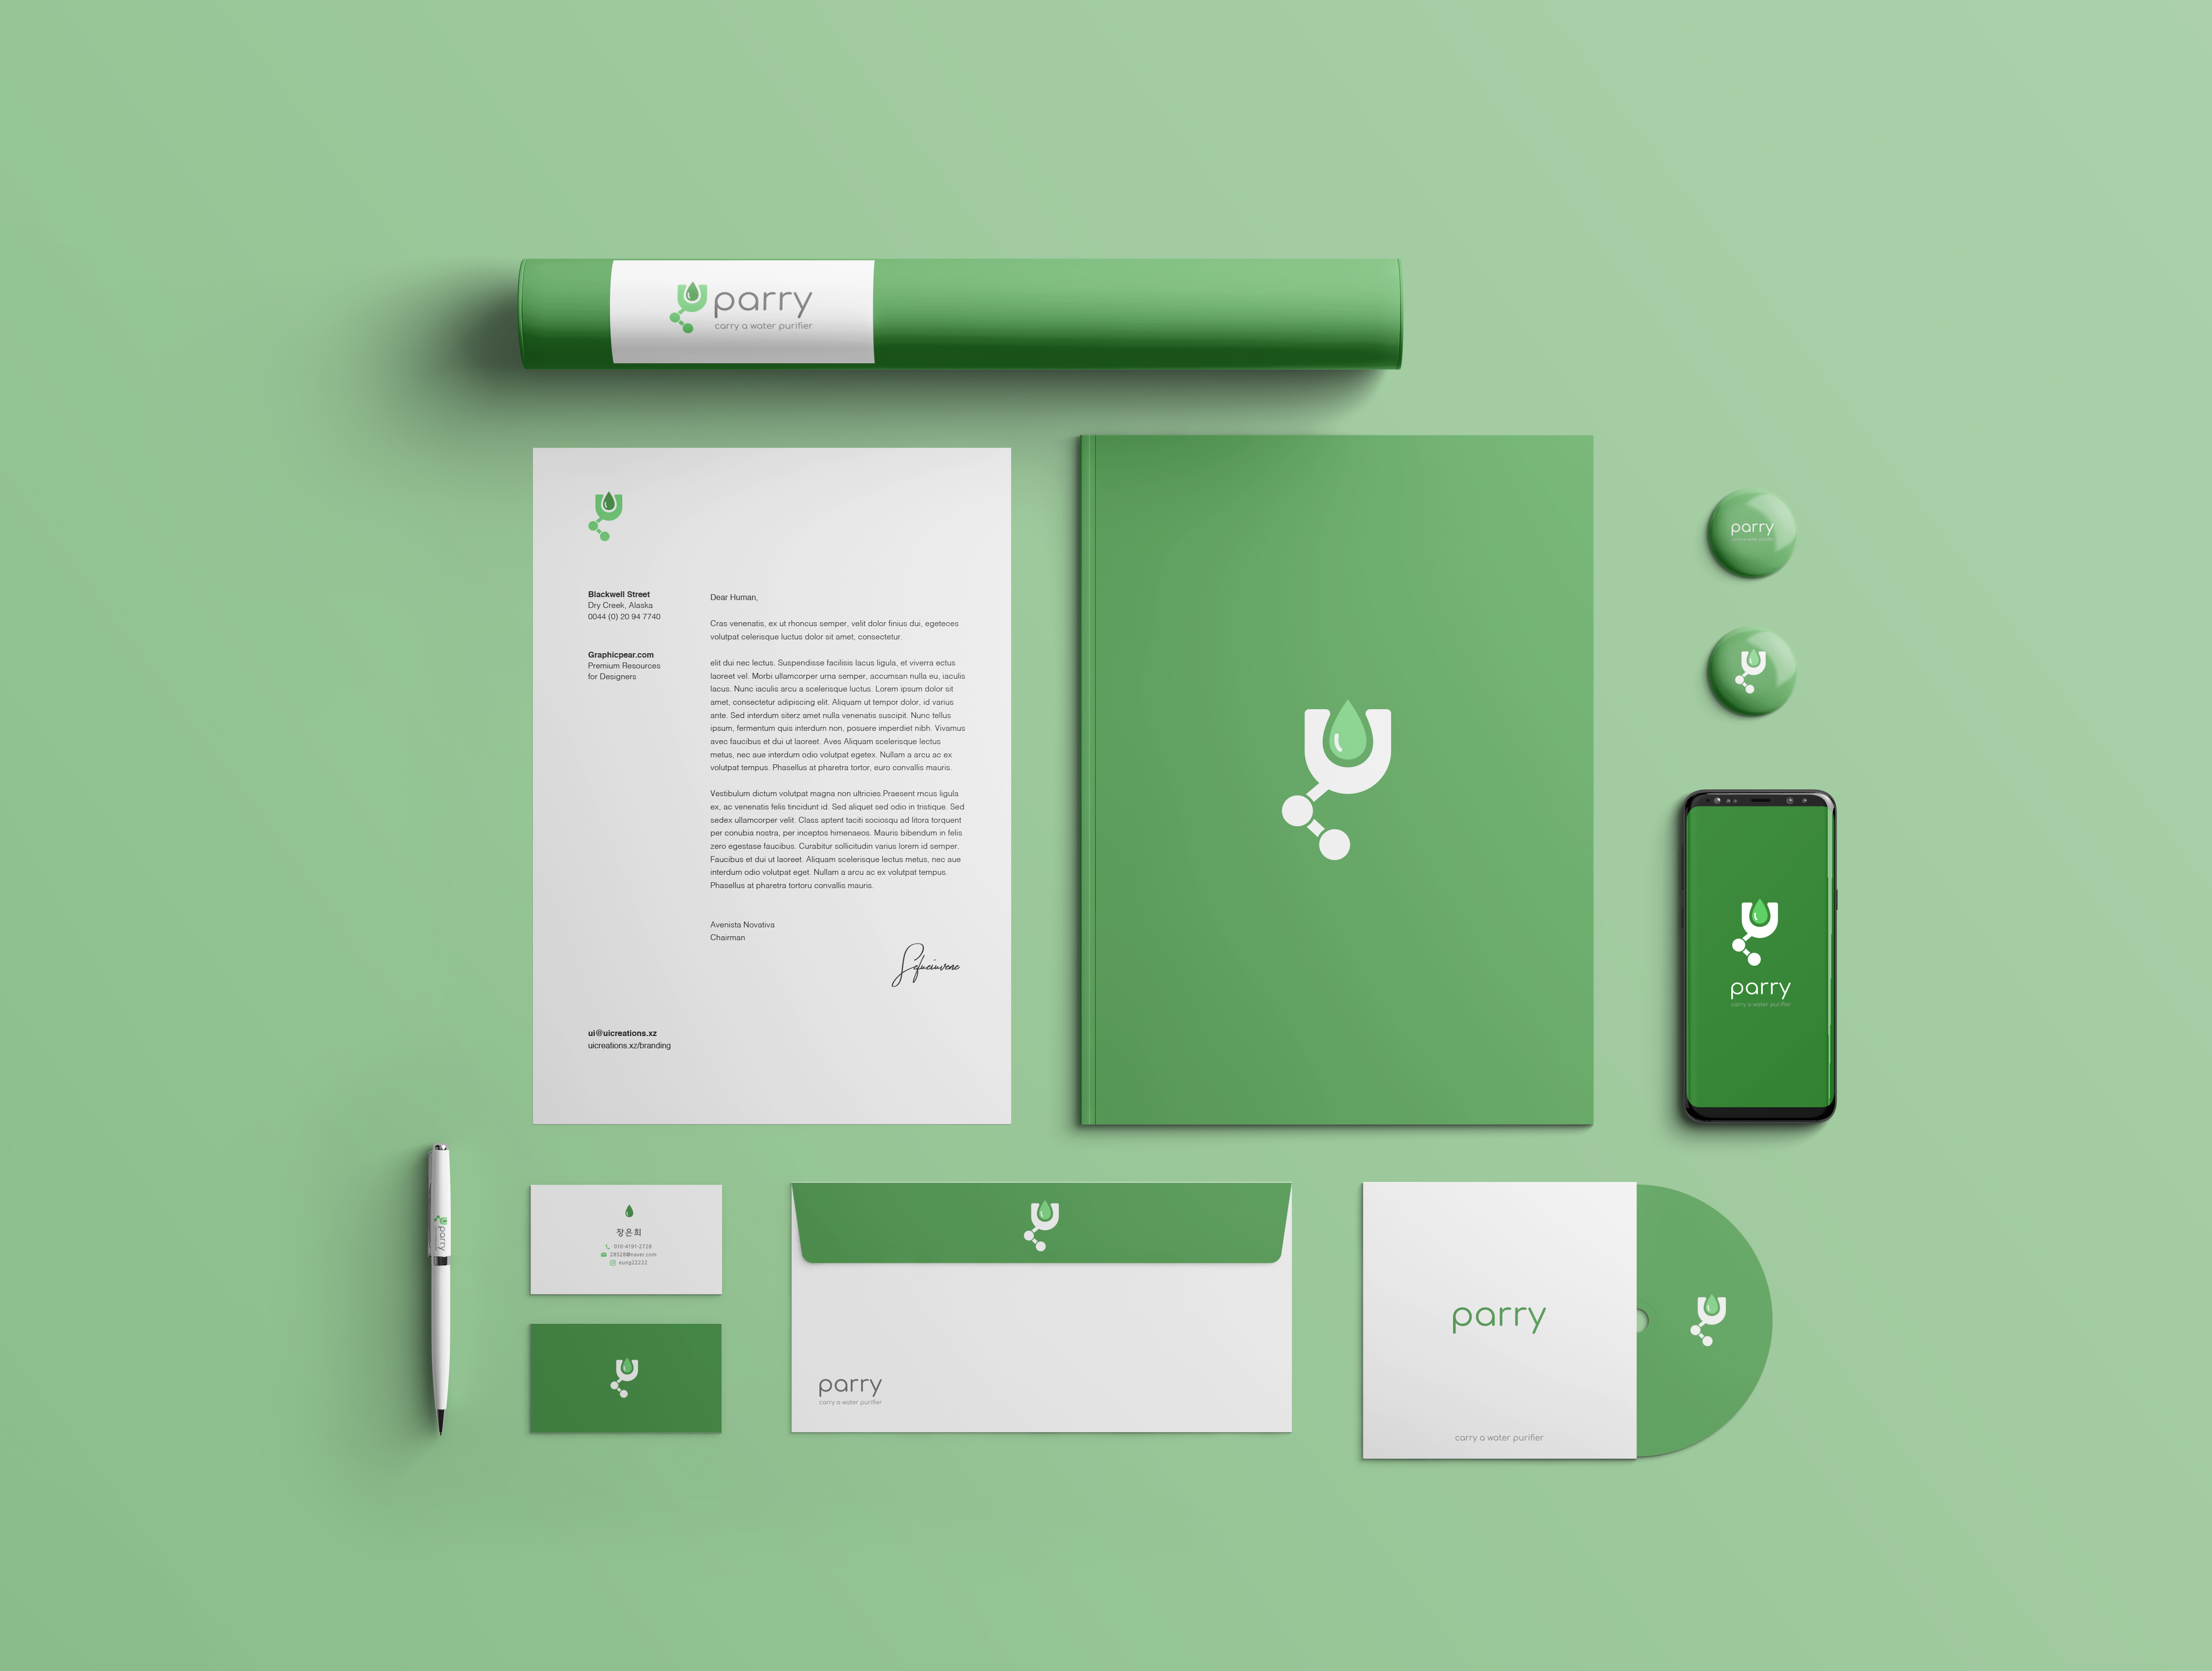 parry
carry a water purifier
Blackwell Street
Dry Creek, Alaska
0044 (0) 20 94 7740
Graphicpear.com
Premium Resources
for Designers
Dear Human,
Cras venenatis, ex ut rhoncus semper, velit dolor finius dui, egeteces
volutpat celerisque luctus dolor sit amet, consectetur.
elit dui nec lectus. Suspendisse facilisis lacus ligula, et viverra ectus
laoreet vel. Morbi ullamcorper urna semper, accumsan nulla eu, iaculis
lacus. Nunc iaculis arcu a scelerisque luctus. Lorem ipsum dolor sit
amet, consectetur adipiscing elit. Aliquam ut tempor dolor, id varius
ante. Sed interdum siterz amet nulla venenatis suscipit. Nunc tellus
ipsum, fermentum quis interdum non, posuere imperdiet nibh. Vivamus
avec faucibus et dui ut laoreet. Aves Aliquam scelerisque lectus
metus, nec aue interdum odio volutpat egetex. Nullam a arcu ac ex
volutpat tempus. Phasellus at pharetra tortor, euro convallis mauris.
Vestibulum dictum volutpat magna non ultricies.Praesent rncus ligula
ex, ac venenatis felis tincidunt id. Sed aliquet sed odio in tristique. Sed
sedex ullamcorper velit. Class aptent taciti sociosqu ad litora torquent
per conubia nostra, per inceptos himenaeos. Mauris bibendum in felis
zero egestase faucibus. Curabitur sollicitudin varius lorem id semper.
Faucibus et dui ut laoreet. Aliquam scelerisque lectus metus, nec aue
interdum odio volutpat eget. Nullam a arcu ac ex volutpat tempus.
Phasellus at pharetra tortoru convallis mauris.
Avenista Novativa
Chairman
ui@uicreations.xz
uicreations.xz/branding
parry
carry a water purifier
parry
carry a water purifier
parry
장은희
010-4191-2728
28528@naver.com
eung22222
parry
carry a water purifier
parry
carry a water purifier